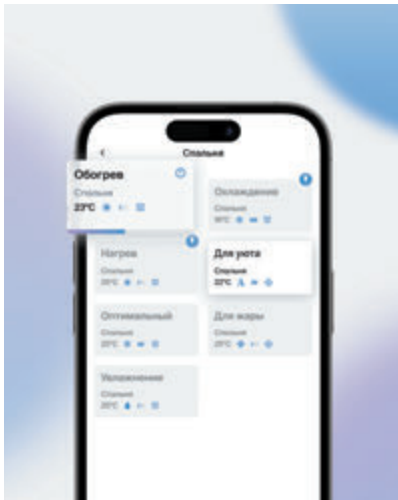 Спальня
Обогрев
Спальня
23°C
Охлаждение
Спальня
Нагрев
Спальня
Для уюта
Спальня
22°C
Оптимальный
Спальня
Для жары
Спальня
Увлажнение
Спальня